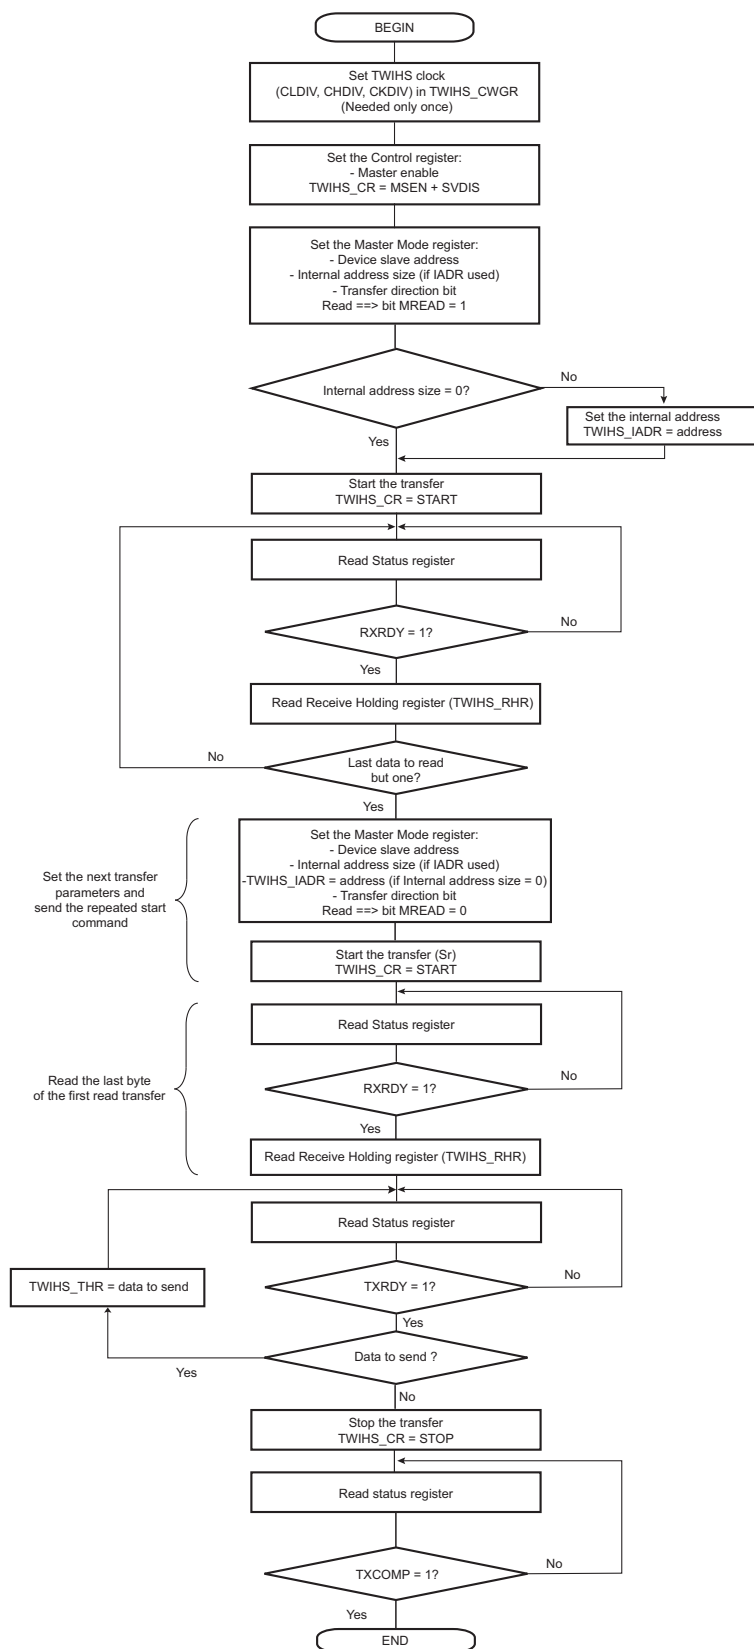 BEGIN
Set TWIHS clock
(CLDIV, CHDIV, CKDIV) in TWIHS_CWGR
(Needed only once)
Set the Control register:
- Master enable
TWIHS_CR = MSEN + SVDIS
Set the Master Mode register:
- Device slave address
- Internal address size (if IADR used)
- Transfer direction bit
Read ==> bit MREAD = 1
Internal address size = 0?
No
Set the internal address
TWIHS_IADR = address
Yes
Start the transfer
TWIHS_CR = START
Read Status register
RXRDY = 1?
No
Yes
Read Receive Holding register (TWIHS_RHR)
Last data to read
but one?
No
Yes
Set the next transfer
parameters and
send the repeated start
command
Set the Master Mode register:
- Device slave address
- Internal address size (if IADR used)
-TWIHS_IADR = address (if Internal address size = 0)
- Transfer direction bit
Read ==> bit MREAD = 0
Start the transfer (Sr)
TWIHS_CR = START
Read the last byte
of the first read transfer
Read Status register
RXRDY = 1?
No
Yes
Read Receive Holding register (TWIHS_RHR)
Read Status register
TWIHS_THR = data to send
TXRDY = 1?
No
Yes
Data to send ?
Yes
No
Stop the transfer
TWIHS_CR = STOP
Read status register
TXCOMP = 1?
No
Yes
END